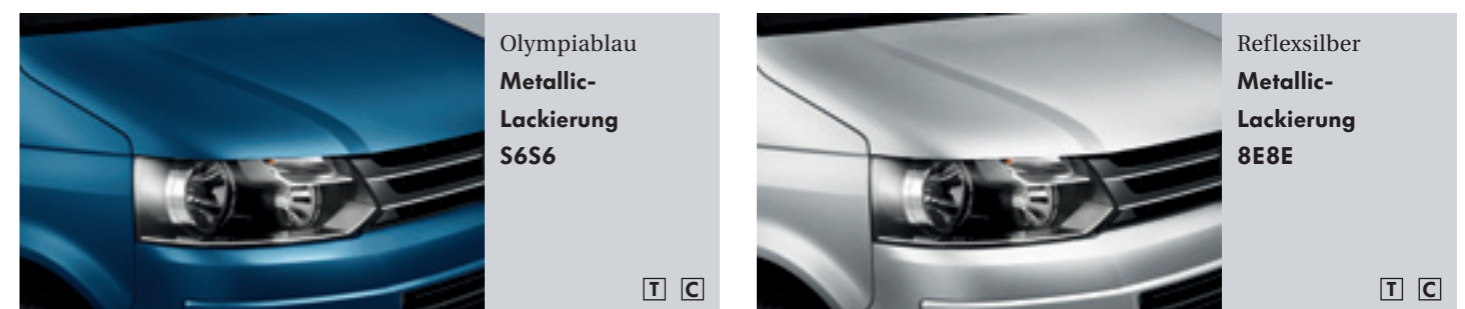 Olympiablau
Metallic-
Lackierung
S6S6
T C
Reflexsilber
Metallic-
Lackierung
8E8E
T C